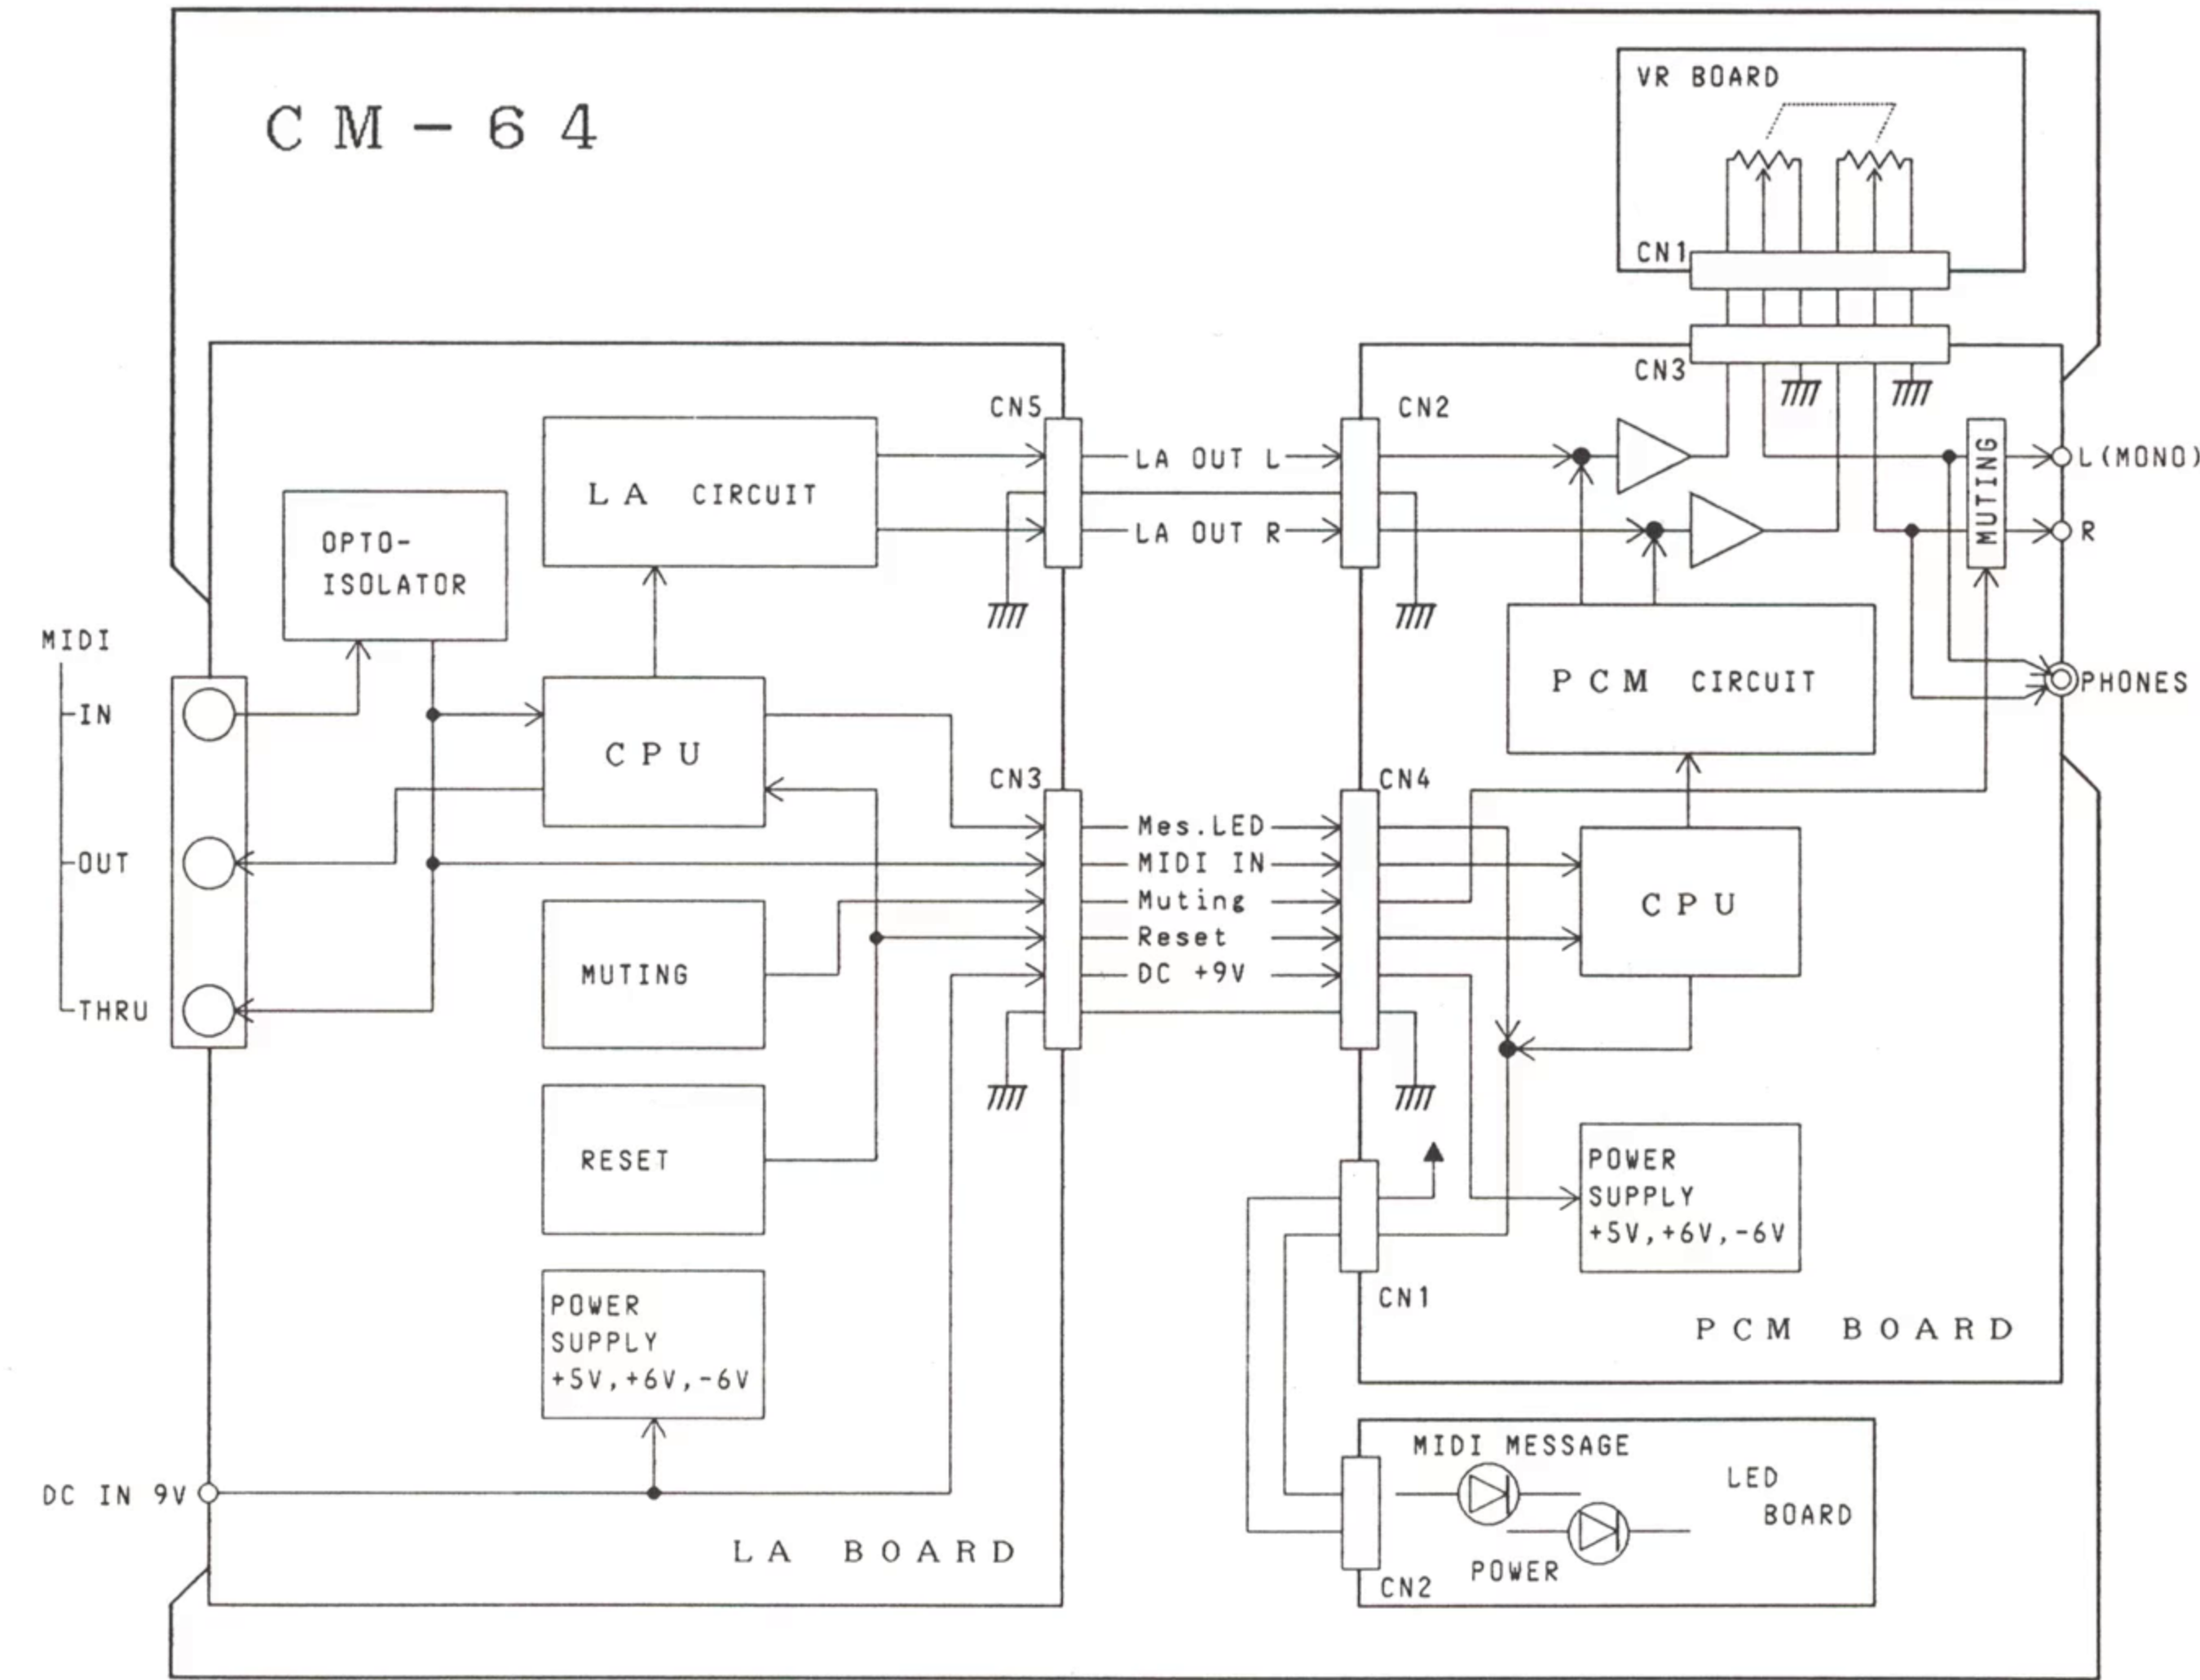 CM-64
VR BOARD
CN1
CN3
CN5
CN2
LA CIRCUIT
LA OUT L
LA OUT R
MUTING
L(MONO)
R
OPTO-
ISOLATOR
PCM CIRCUIT
PHONES
MIDI
IN
OUT
THRU
CPU
CN3
CN4
Mes.LED
MIDI IN
Muting
Reset
DC +9V
CPU
MUTING
RESET
POWER
SUPPLY
+5V,+6V,-6V
CN1
POWER
SUPPLY
+5V,+6V,-6V
PCM BOARD
DC IN 9V
LA BOARD
MIDI MESSAGE
LED
BOARD
POWER
CN2